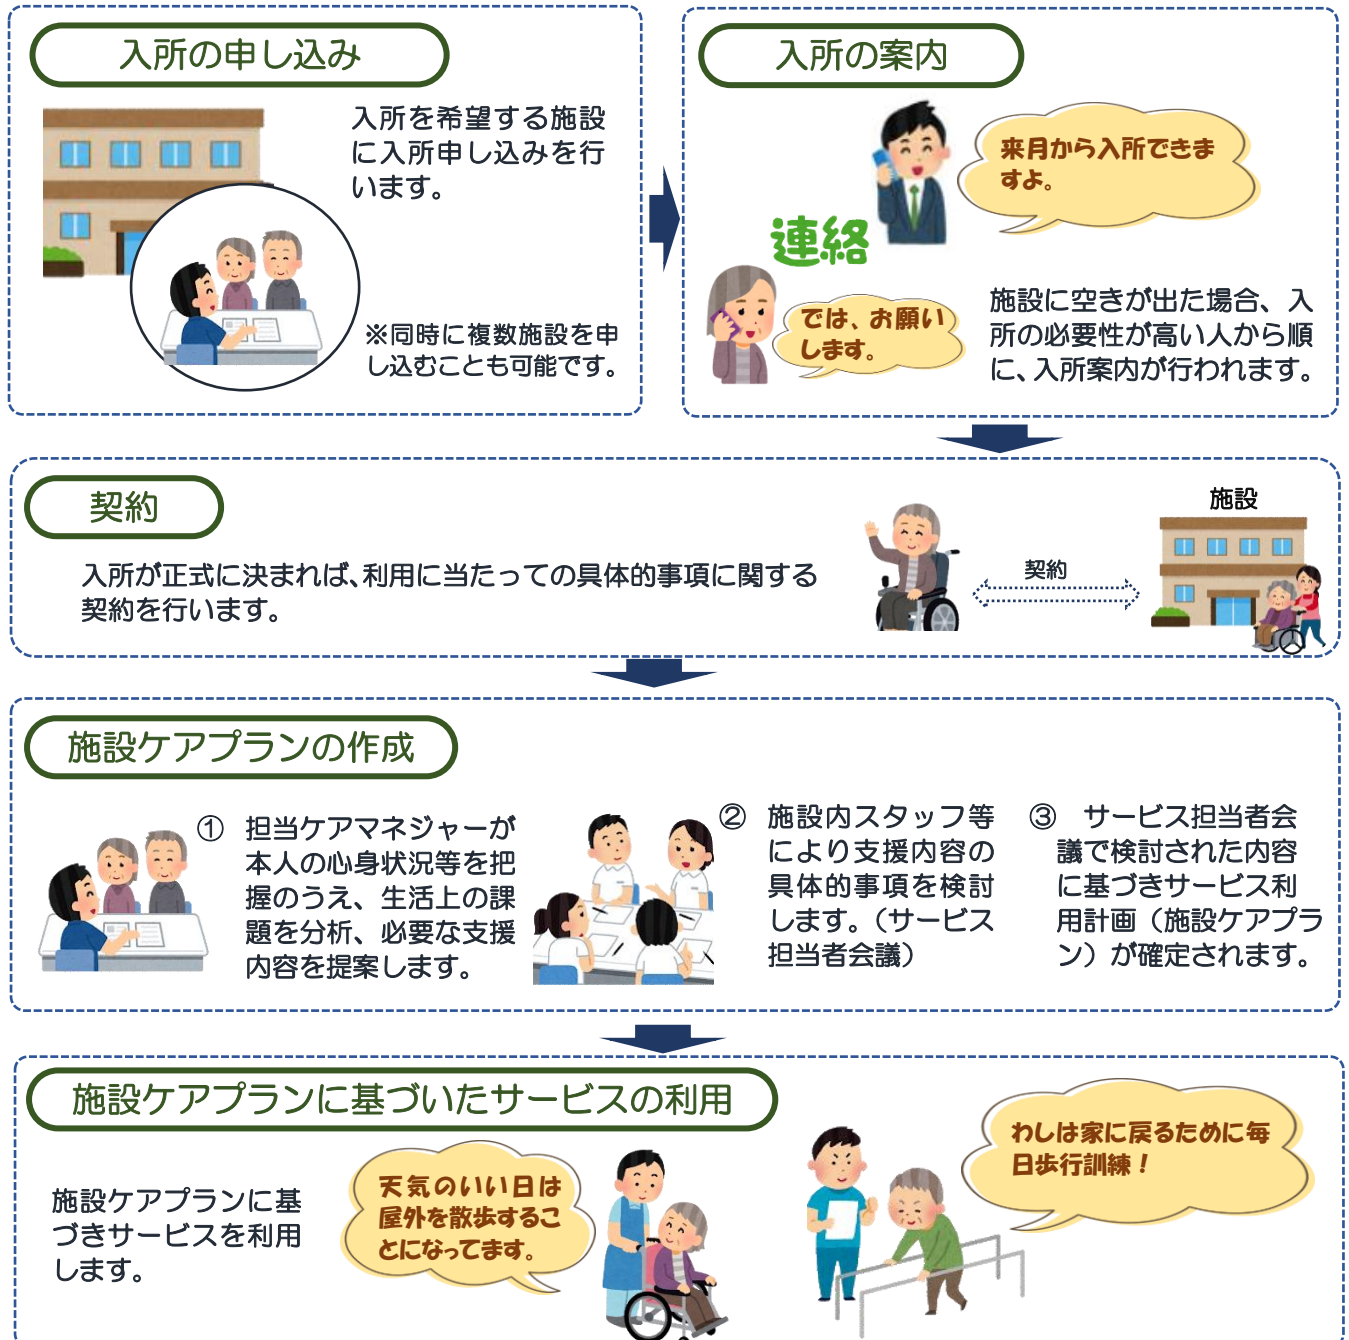 入所の申し込み
入所を希望する施設
に入所申し込みを行
います。
※同時に複数施設を申
し込むことも可能です。
入所の案内
来月から入所できま
すよ。
連絡
では、お願い
します。
施設に空きが出た場合、入
所の必要性が高い人から順
に、入所案内が行われます。
契約
入所が正式に決まれば、利用に当たっての具体的事項に関する
契約を行います。
契約
施設
施設ケアプランの作成
① 担当ケアマネジャーが
本人の心身状況等を把
握のうえ、生活上の課
題を分析、必要な支援
内容を提案します。
② 施設内スタッフ等
により支援内容の
具体的事項を検討
します。（サービス
担当者会議）
③ サービス担当者会
議で検討された内容
に基づきサービス利
用計画（施設ケアプラ
ン）が確定されます。
施設ケアプランに基づいたサービスの利用
施設ケアプランに基
づきサービスを利用
します。
天気のいい日は
屋外を散歩するこ
とになってます。
わしは家に戻るために毎
日歩行訓練！